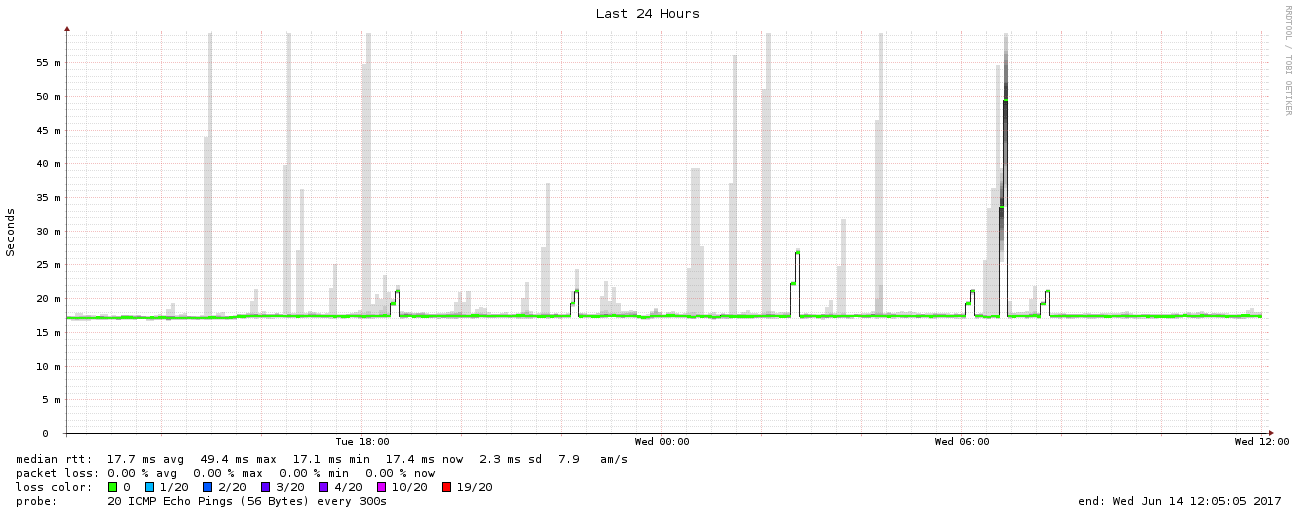 Last 24 Hours
RRDTOOL / TOBI OETIKER
Seconds
55 m
50 m
45 m
40 m
35 m
30 m
25 m
20 m
15 m
10 m
5 m
0
Tue 18:00 Wed 00:00 Wed 06:00 Wed 12:00
median rtt: 17.7 ms avg 49.4 ms max 17.1 ms min 17.4 ms now 2.3 ms sd 7.9 am/s
packet loss: 0.00 % avg 0.00 % max 0.00 % min 0.00 % now
loss color: 0 1/20 2/20 3/20 4/20 10/20 19/20
probe: 20 ICMP Echo Pings (56 Bytes) every 300s end: Wed Jun 14 12:05:05 2017